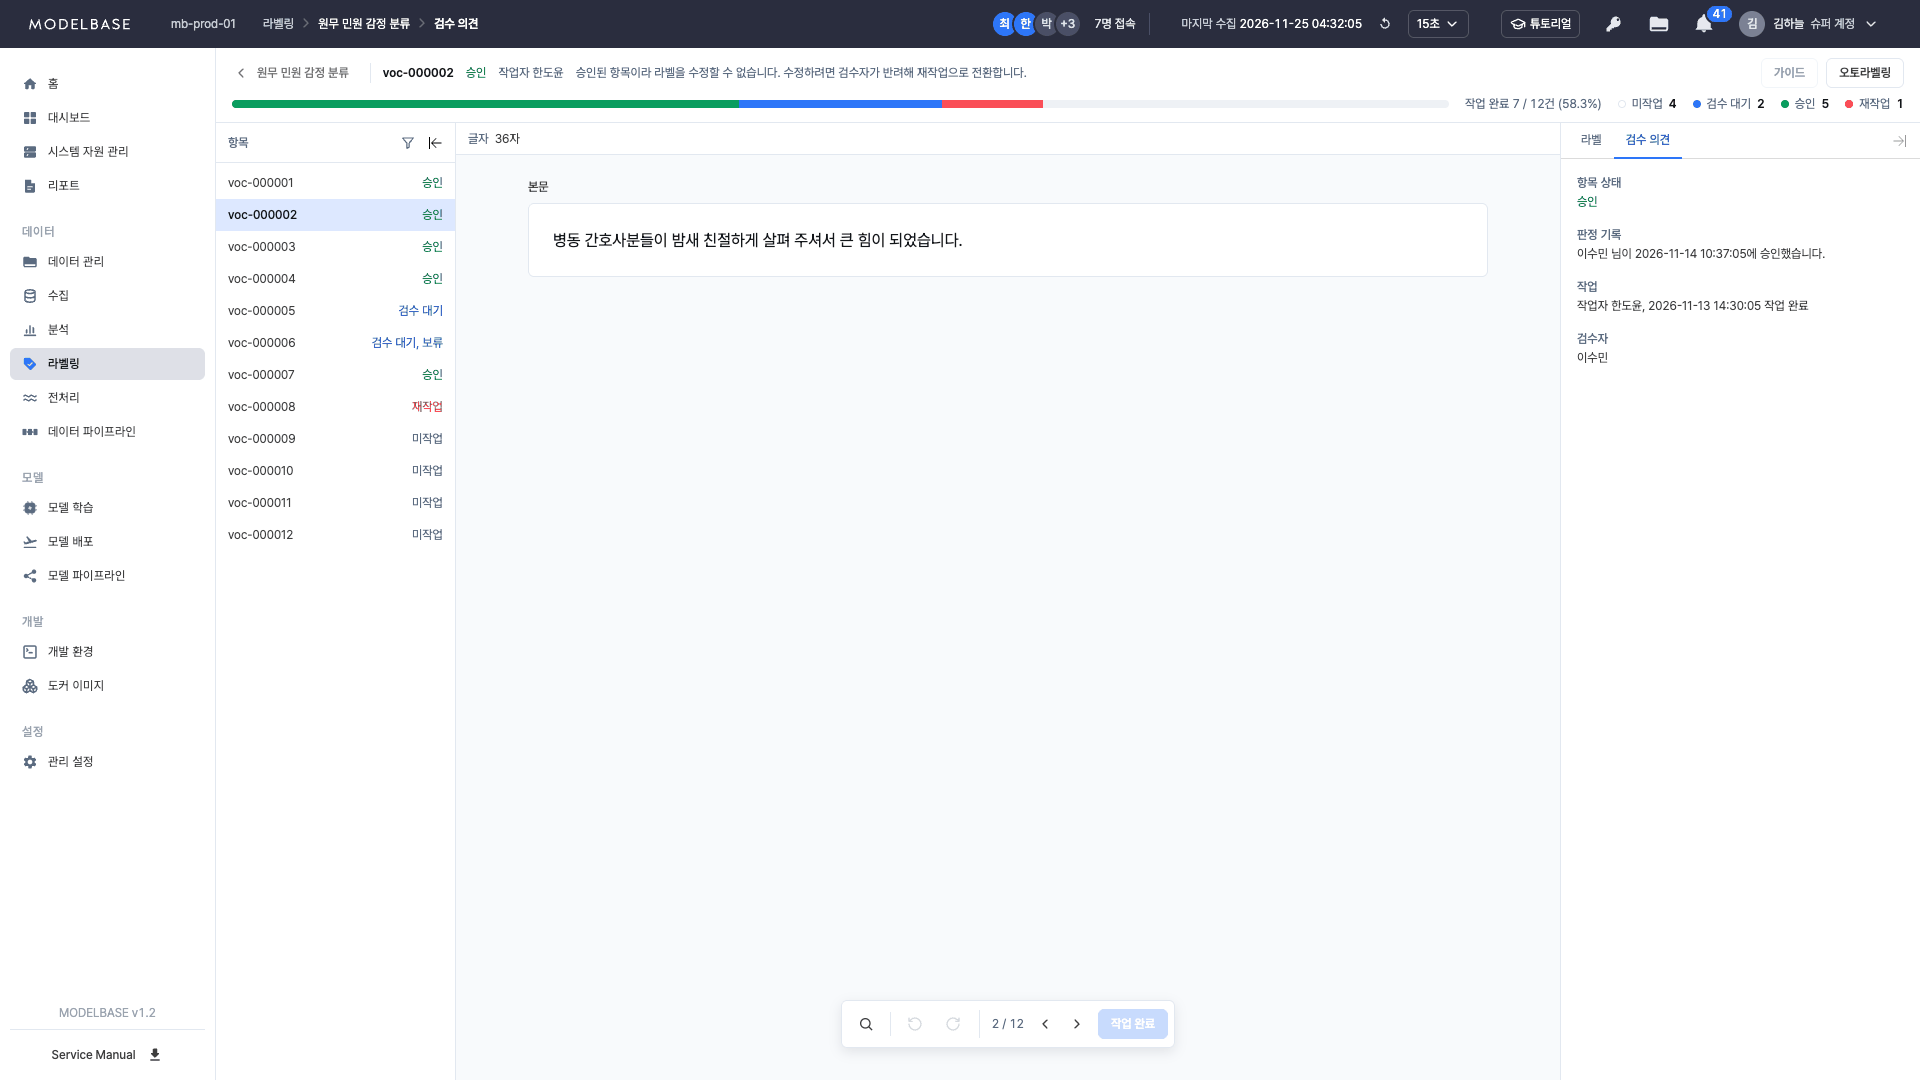 MODELBASE
mb-prod-01
라벨링 > 원무 민원 감정 분류 > 검수 의견
최 한 박 +3 7명 접속
마지막 수집 2026-11-25 04:32:05
15초
튜토리얼
41
김 김하늘 슈퍼 계정
홈
대시보드
시스템 자원 관리
리포트
데이터
데이터 관리
수집
분석
라벨링
전처리
데이터 파이프라인
모델
모델 학습
모델 배포
모델 파이프라인
개발
개발 환경
도커 이미지
설정
관리 설정
MODELBASE v1.2
Service Manual
원무 민원 감정 분류
voc-000002 승인 작업자 한도윤 승인된 항목이라 라벨을 수정할 수 없습니다. 수정하려면 검수자가 반려해 재작업으로 전환합니다.
가이드
오토라벨링
작업 완료 7 / 12건 (58.3%) 미작업 4 검수 대기 2 승인 5 재작업 1
항목
voc-000001 승인
voc-000002 승인
voc-000003 승인
voc-000004 승인
voc-000005 검수 대기
voc-000006 검수 대기, 보류
voc-000007 승인
voc-000008 재작업
voc-000009 미작업
voc-000010 미작업
voc-000011 미작업
voc-000012 미작업
글자 36자
본문
병동 간호사분들이 밤새 친절하게 살펴 주셔서 큰 힘이 되었습니다.
2 / 12
작업 완료
라벨
검수 의견
항목 상태
승인
판정 기록
이수민 님이 2026-11-14 10:37:05에 승인했습니다.
작업
작업자 한도윤, 2026-11-13 14:30:05 작업 완료
검수자
이수민